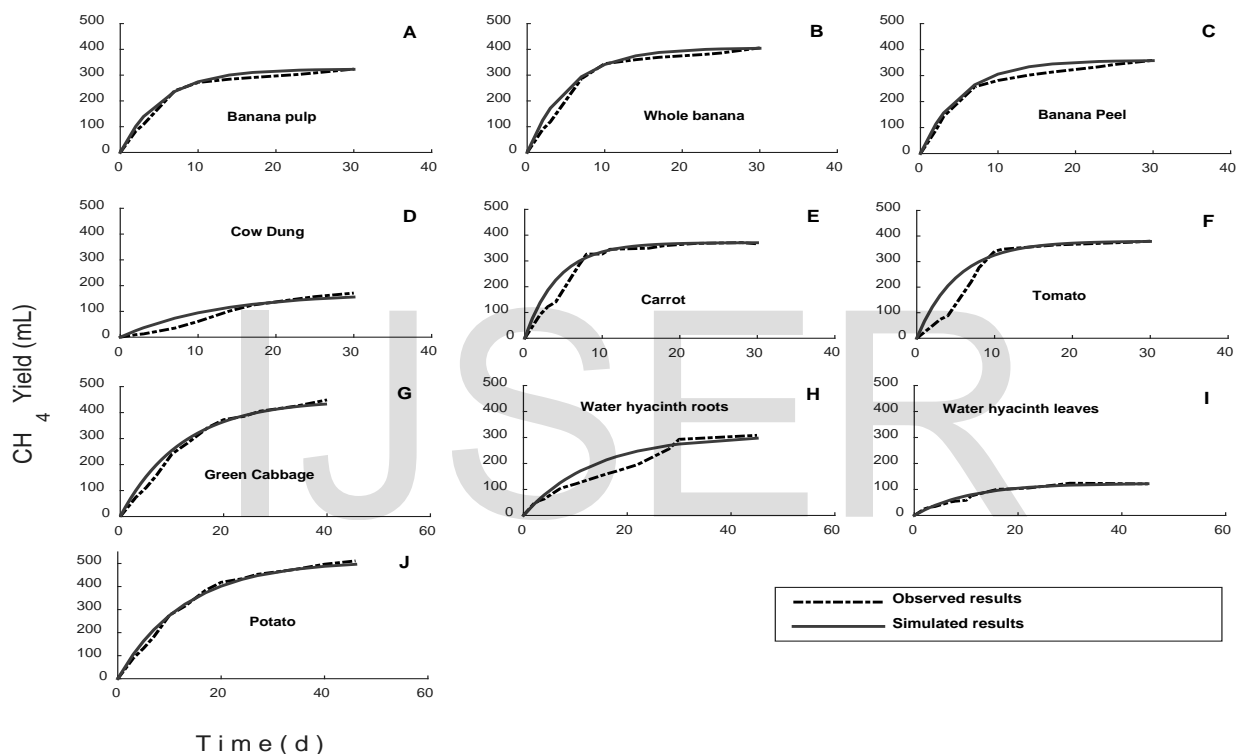 CH 4 Yield (mL)
500
400
300
200
100
0
A
Banana pulp
0 10 20 30 40
500
400
300
200
100
0
B
Whole banana
0 10 20 30 40
500
400
300
200
100
0
C
Banana Peel
0 10 20 30 40
500
400
300
200
100
0
D
Cow Dung
0 10 20 30 40
500
400
300
200
100
0
E
Carrot
0 10 20 30 40
500
400
300
200
100
0
F
Tomato
0 10 20 30 40
500
400
300
200
100
0
G
Green Cabbage
0 20 40 60
500
400
300
200
100
0
Water hyacinth roots
H
0 20 40 60
500
400
300
200
100
0
Water hyacinth leaves
I
0 20 40 60
500
400
300
200
100
0
J
Potato
0 20 40 60
Observed results
Simulated results
Time(d)
IJSER